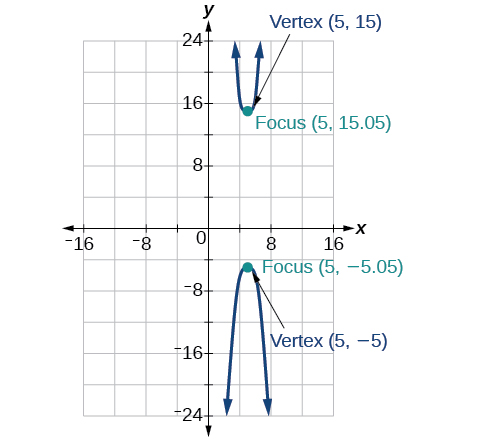 y
Vertex (5, 15)
24
16
Focus (5, 15.05)
8
x
−16
−8
0
8
16
Focus (5, −5.05)
−8
Vertex (5, −5)
−16
−24